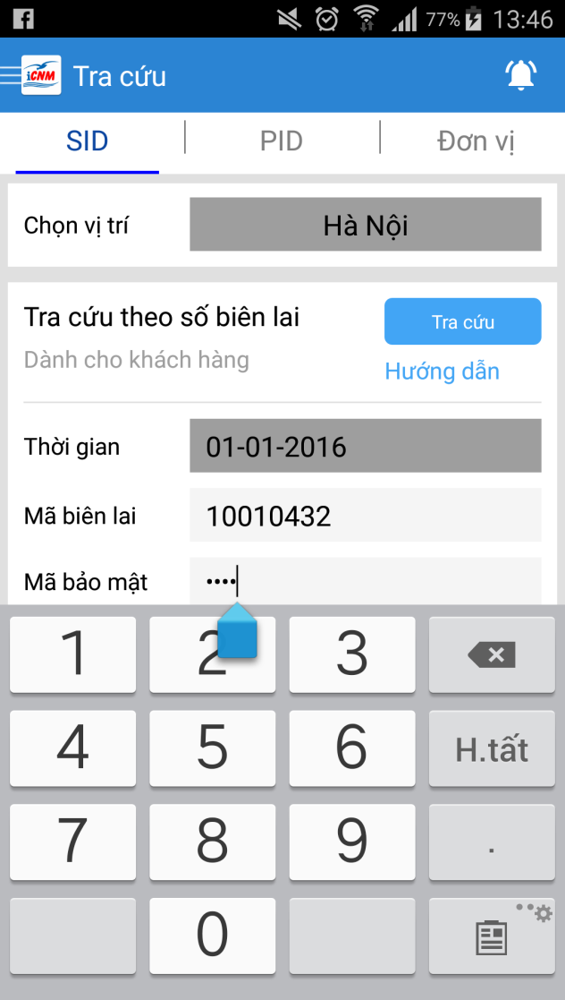 77% 13:46
iCNM Tra cứu
SID PID Đơn vị
Chọn vị trí Hà Nội
Tra cứu theo số biên lai Tra cứu
Dành cho khách hàng Hướng dẫn
Thời gian 01-01-2016
Mã biên lai 10010432
Mã bảo mật ••••
1 2 3
4 5 6 H.tất
7 8 9 .
0